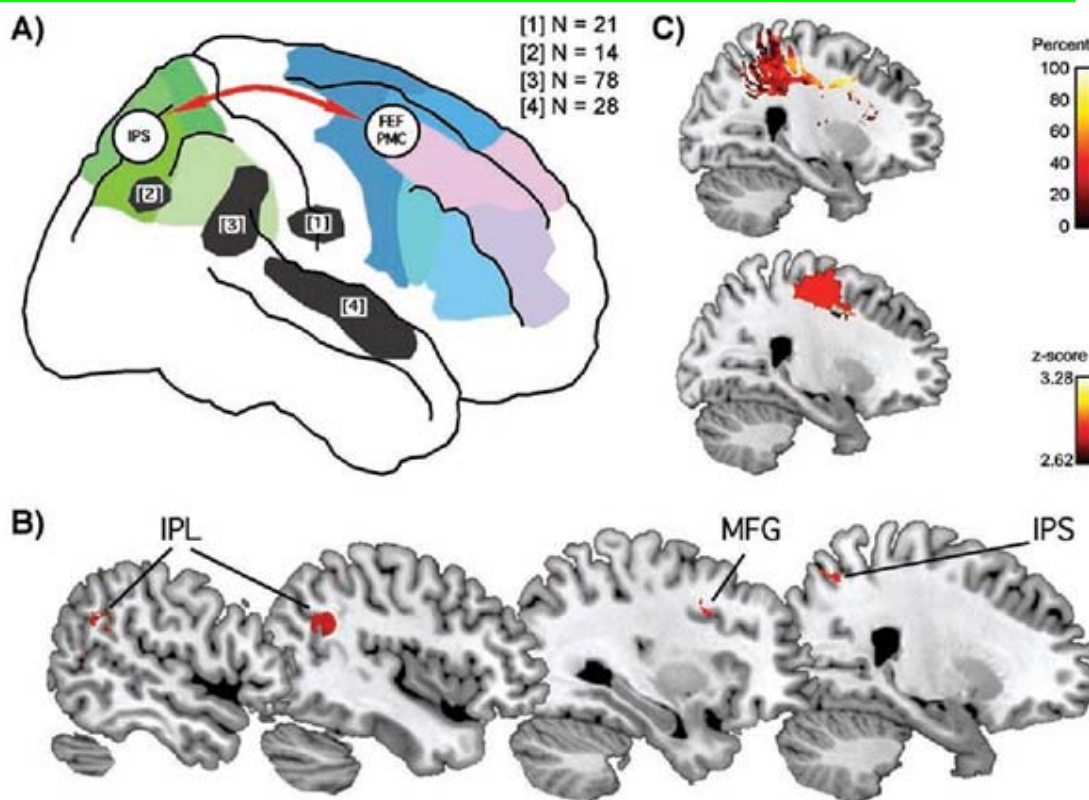 A)
[1] N = 21
[2] N = 14
[3] N = 78
[4] N = 28
IPS
FEF
PMC
[2]
[3]
[1]
[4]
C)
Percent
100
80
60
40
20
0
z-score
3.28
2.62
B)
IPL
MFG
IPS